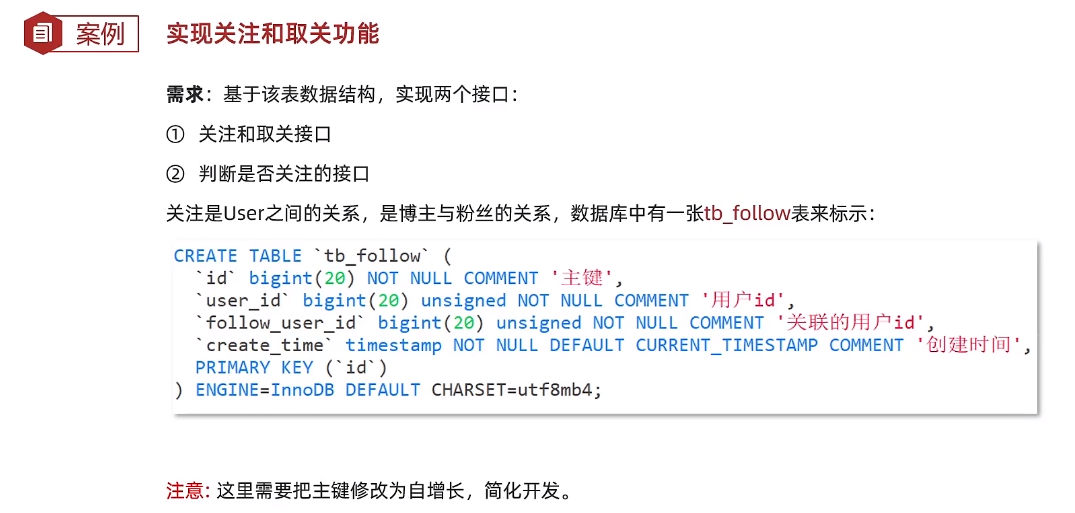 案例 实现关注和取关功能
需求：基于该表数据结构，实现两个接口：
① 关注和取关接口
② 判断是否关注的接口
关注是User之间的关系，是博主与粉丝的关系，数据库中有一张tb_follow表来标示：
CREATE TABLE `tb_follow` (
  `id` bigint(20) NOT NULL COMMENT '主键',
  `user_id` bigint(20) unsigned NOT NULL COMMENT '用户id',
  `follow_user_id` bigint(20) unsigned NOT NULL COMMENT '关联的用户id',
  `create_time` timestamp NOT NULL DEFAULT CURRENT_TIMESTAMP COMMENT '创建时间',
  PRIMARY KEY (`id`)
) ENGINE=InnoDB DEFAULT CHARSET=utf8mb4;
注意: 这里需要把主键修改为自增长，简化开发。